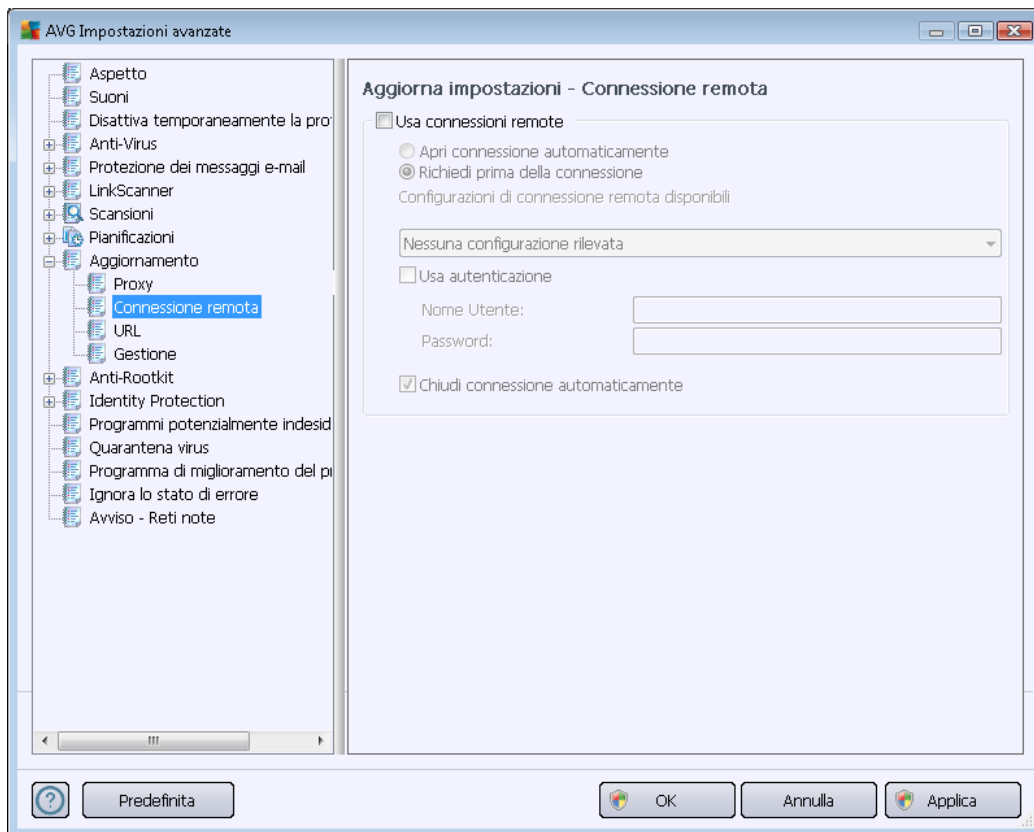 AVG Impostazioni avanzate
Aspetto
Suoni
Disattiva temporaneamente la pro
Anti-Virus
Protezione dei messaggi e-mail
LinkScanner
Scansioni
Pianificazioni
Aggiornamento
Proxy
Connessione remota
URL
Gestione
Anti-Rootkit
Identity Protection
Programmi potenzialmente indesid
Quarantena virus
Programma di miglioramento del pr
Ignora lo stato di errore
Avviso - Reti note
Aggiorna impostazioni - Connessione remota
Usa connessioni remote
Apri connessione automaticamente
Richiedi prima della connessione
Configurazioni di connessione remota disponibili
Nessuna configurazione rilevata
Usa autenticazione
Nome Utente:
Password:
Chiudi connessione automaticamente
Predefinita
OK
Annulla
Applica